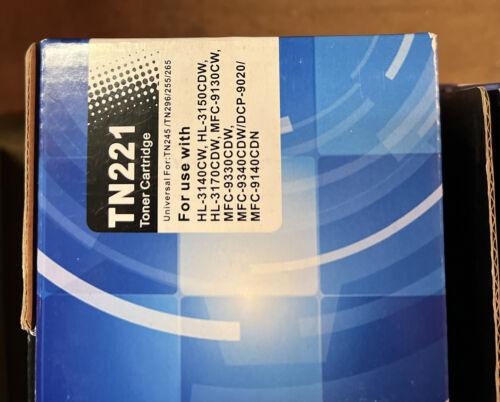 TN221
Toner Cartridge
Universal For:TN245 /TN296/255/265
For use with
HL-3140CW, HL-3150CDW,
HL-3170CDW, MFC-9130CW,
MFC-9330CDW,
MFC-9340CDW/DCP-9020/
MFC-9140CDN